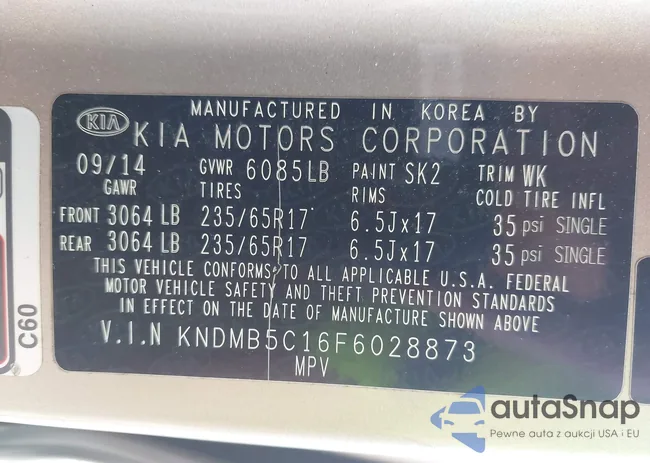 MANUFACTURED IN KOREA BY
KIA KIA MOTORS CORPORATION
09/14 GVWR 6085LB PAINT SK2 TRIM WK
GAWR TIRES RIMS COLD TIRE INFL
FRONT 3064 LB 235/65R17 6.5Jx17 35 psi SINGLE
REAR 3064 LB 235/65R17 6.5Jx17 35 psi SINGLE
THIS VEHICLE CONFORMS TO ALL APPLICABLE U.S.A. FEDERAL
MOTOR VEHICLE SAFETY AND THEFT PREVENTION STANDARDS
IN EFFECT ON THE DATE OF MANUFACTURE SHOWN ABOVE
V.I.N KNDMB5C16F6028873
MPV
C60
autaSnap
Pewne auta z aukcji USA i EU